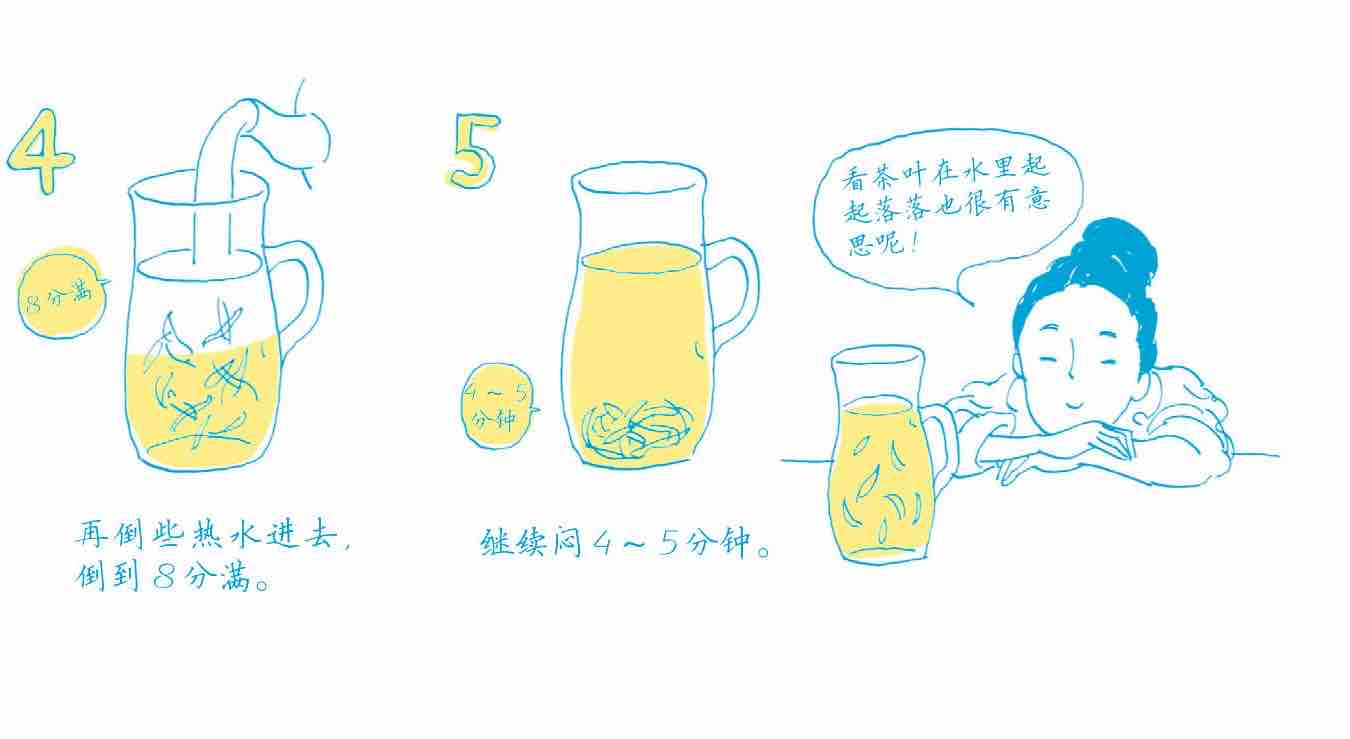 4
8分满
再倒些热水进去,
倒到8分满。
5
4~5
分钟
继续闷4~5分钟。
看茶叶在水里起
起落落也很有意
思呢!